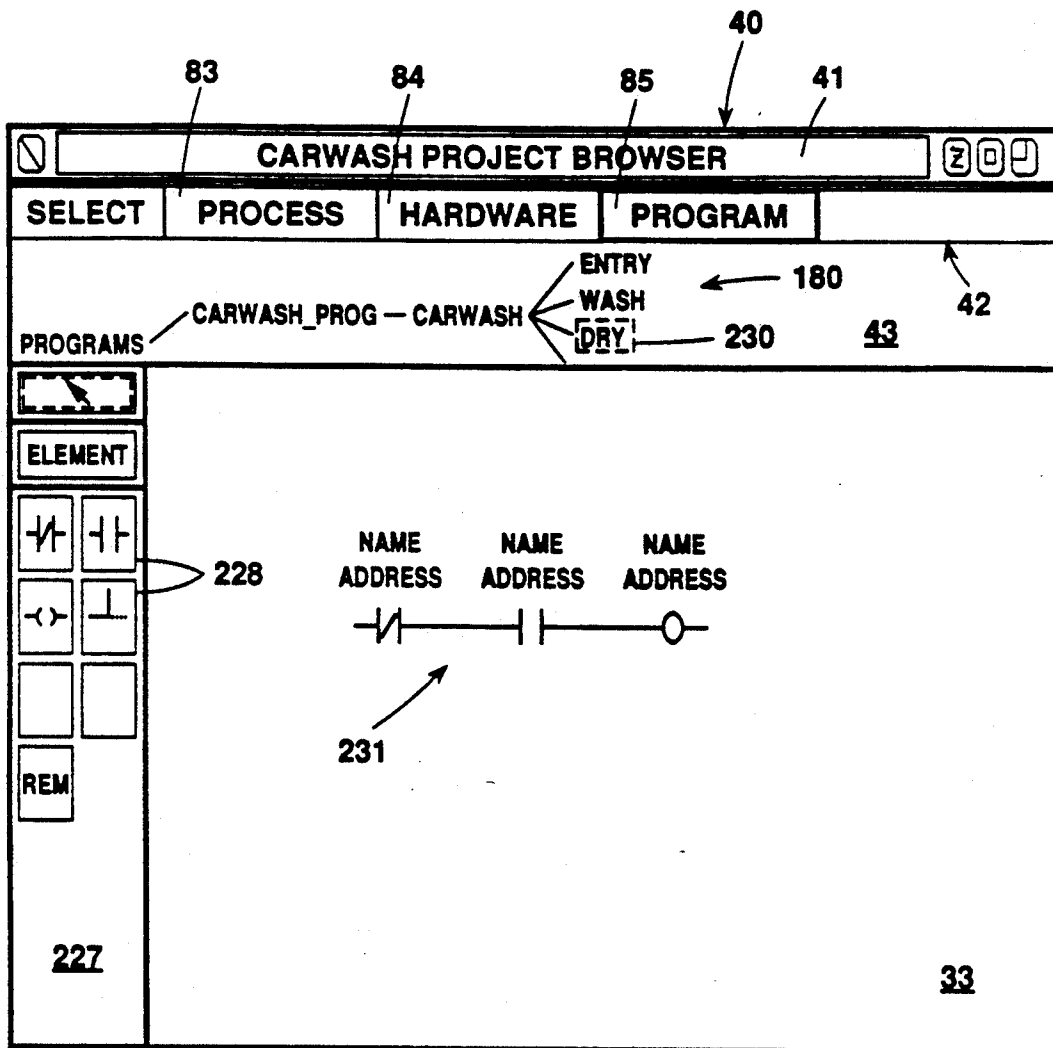 40
83 84 85 41
CARWASH PROJECT BROWSER
SELECT PROCESS HARDWARE PROGRAM
42
ENTRY
180
WASH
PROGRAMS CARWASH_PROG CARWASH
DRY
230
43
ELEMENT
228
NAME NAME NAME
ADDRESS ADDRESS ADDRESS
231
REM
227
33